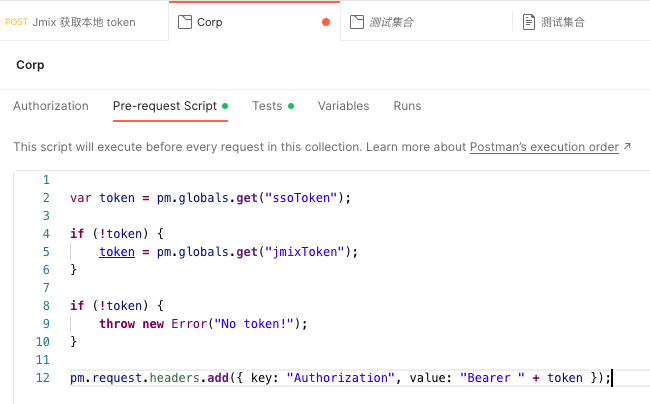 POST Jmix 获取本地 token
Corp
测试集合
测试集合
Corp
Authorization
Pre-request Script
Tests
Variables
Runs
This script will execute before every request in this collection. Learn more about Postman's execution order ↗
1
2 var token = pm.globals.get("ssoToken");
3
4 if (!token) {
5 token = pm.globals.get("jmixToken");
6 }
7
8 if (!token) {
9 throw new Error("No token!");
10 }
11
12 pm.request.headers.add({ key: "Authorization", value: "Bearer " + token });